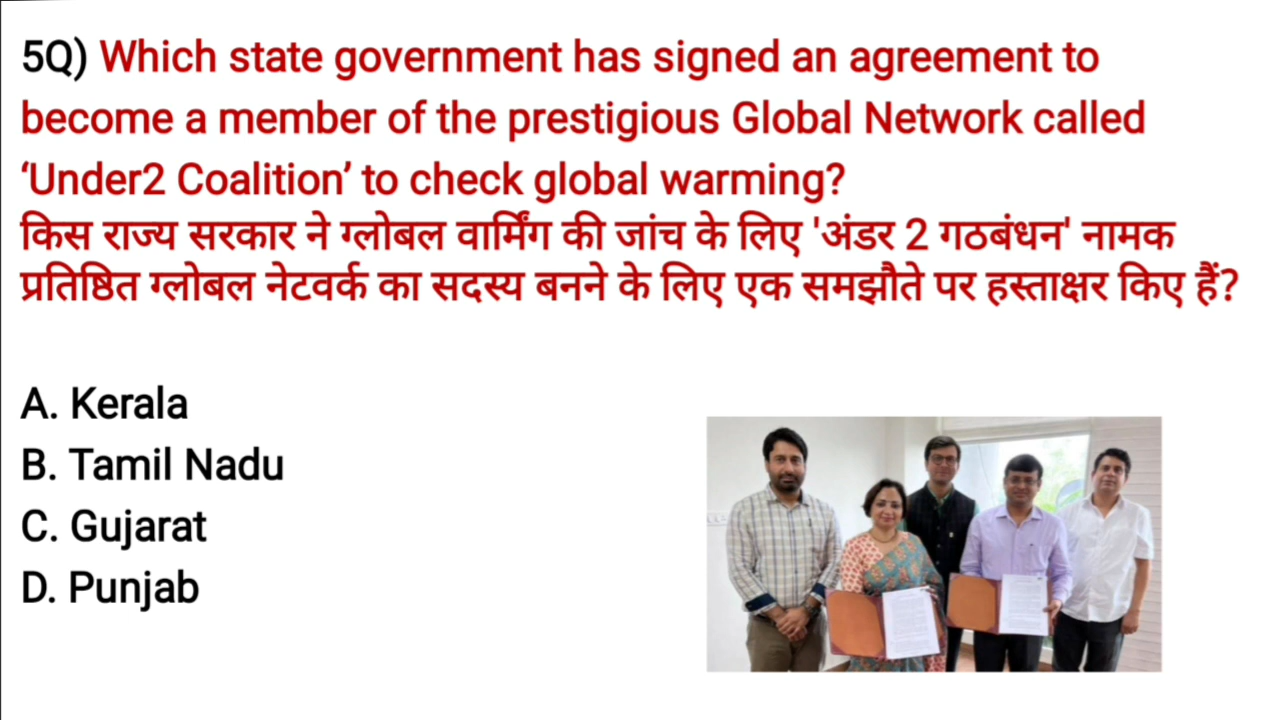 5Q) Which state government has signed an agreement to
become a member of the prestigious Global Network called
‘Under2 Coalition’ to check global warming?
किस राज्य सरकार ने ग्लोबल वार्मिंग की जांच के लिए 'अंडर 2 गठबंधन' नामक
प्रतिष्ठित ग्लोबल नेटवर्क का सदस्य बनने के लिए एक समझौते पर हस्ताक्षर किए हैं?
A. Kerala
B. Tamil Nadu
C. Gujarat
D. Punjab